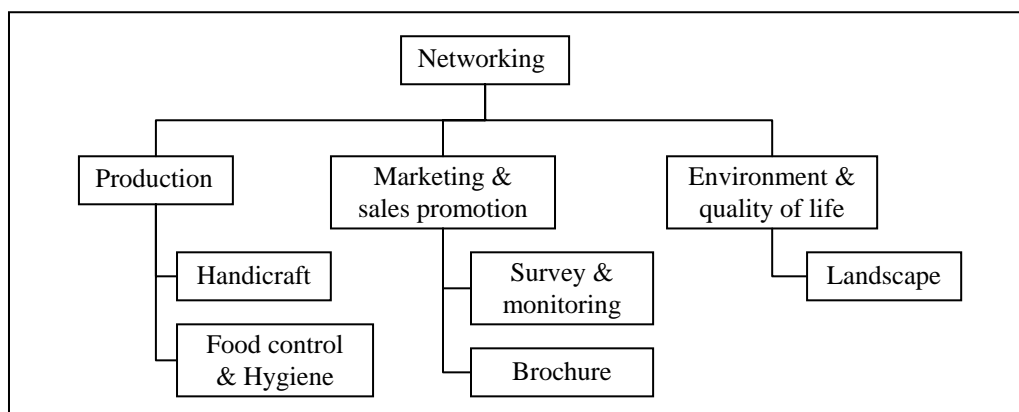 Networking
Production
Marketing &
sales promotion
Environment &
quality of life
Handicraft
Food control
& Hygiene
Survey &
monitoring
Brochure
Landscape